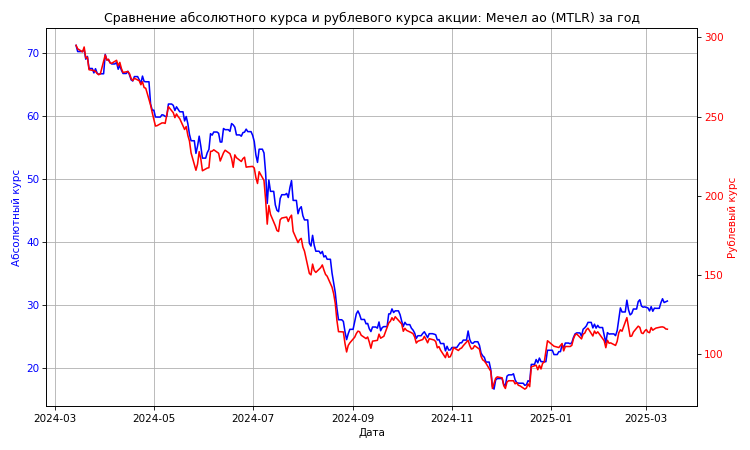 Сравнение абсолютного курса и рублевого курса акции: Мечел ао (MTLR) за год
Абсолютный курс
70
60
50
40
30
20
300
250
200
150
100
Рублевый курс
2024-03 2024-05 2024-07 2024-09 2024-11 2025-01 2025-03
Дата